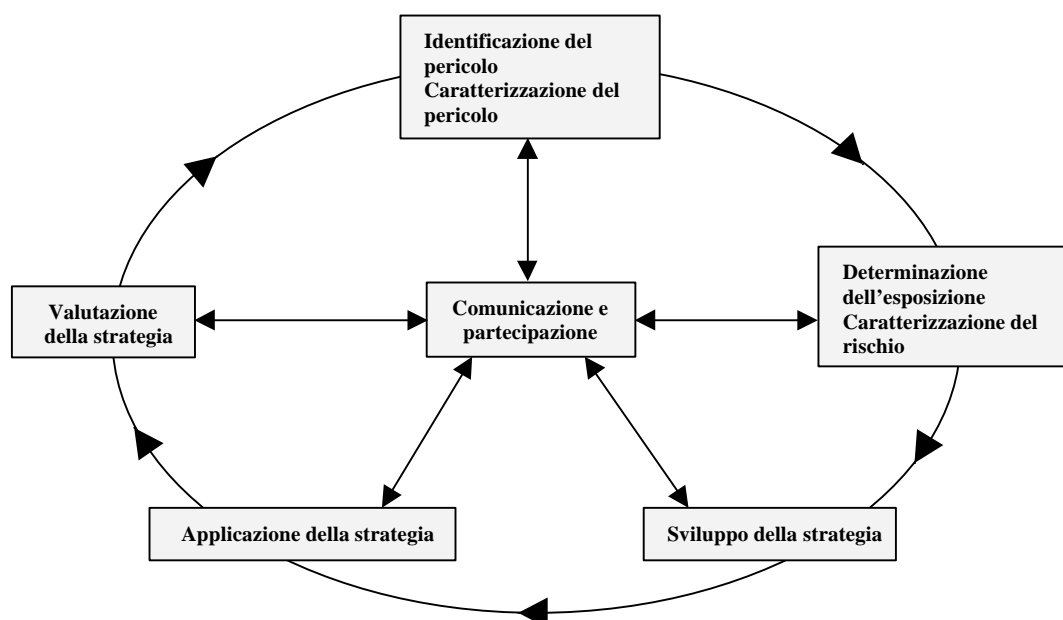 Identificazione del
pericolo
Caratterizzazione del
pericolo
Determinazione
dell'esposizione
Caratterizzazione del
rischio
Valutazione
della strategia
Comunicazione e
partecipazione
Applicazione della strategia
Sviluppo della strategia